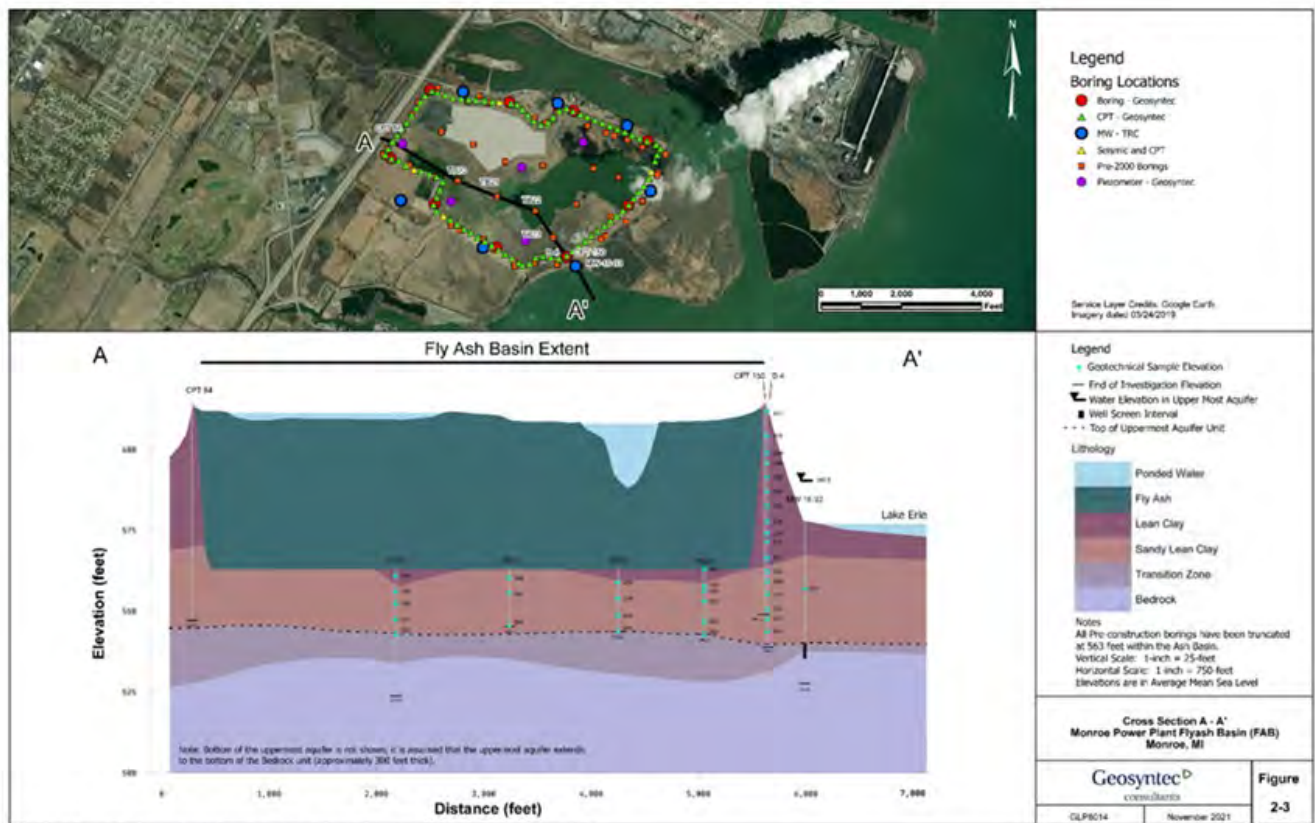 N
A
A'
CPT 84
0 1,000 2,000 4,000
Feet
Legend
Boring Locations
Boring - Geosyntec
CPT - Geosyntec
MW - TRC
Seismic and CPT
Pre-2000 Borings
Piezometer - Geosyntec
Service Layer Credits: Google Earth
Imagery dated 03/24/2019
A
Fly Ash Basin Extent
A'
CPT 84
CPT 150
Lake Erie
Elevation (feet)
600
575
550
525
500
Note: Bottom of the uppermost aquifer is not shown; it is assumed that the uppermost aquifer extends
to the bottom of the Bedrock unit (approximately 300 feet thick).
0 1,000 2,000 3,000 4,000 5,000 6,000 7,000
Distance (feet)
Legend
Geotechnical Sample Elevation
End of Investigation Elevation
Water Elevation in Upper Most Aquifer
Well Screen Interval
Top of Uppermost Aquifer Unit
Lithology
Ponded Water
Fly Ash
Lean Clay
Sandy Lean Clay
Transition Zone
Bedrock
Notes
All Pre-construction borings have been truncated
at 563 feet within the Ash Basin.
Vertical Scale: 1-inch = 25-feet
Horizontal Scale: 1 inch = 750-feet
Elevations are in Average Mean Sea Level
Cross Section A - A'
Monroe Power Plant Flyash Basin (FAB)
Monroe, MI
Geosyntec
consultants
Figure
2-3
GLP8014
November 2021